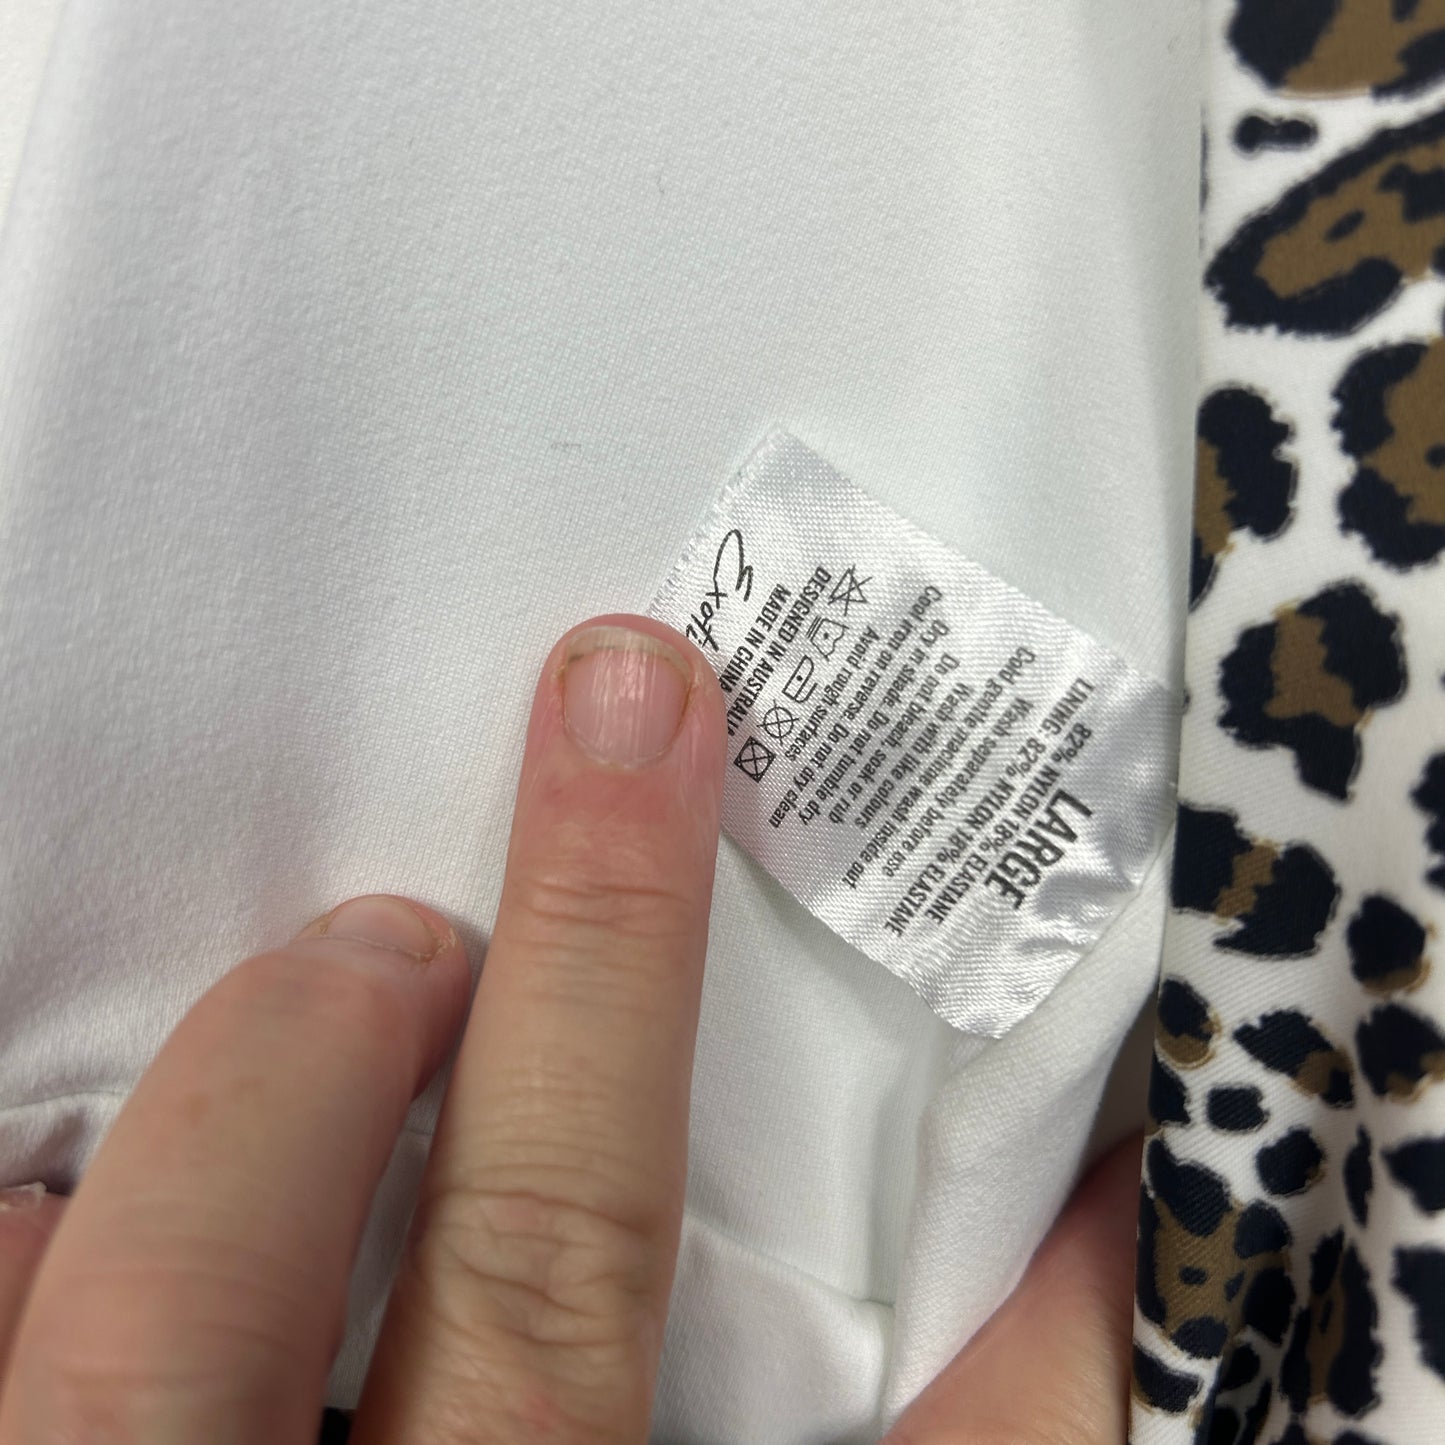 LARGE
82% NYLON 18% ELASTANE
LINING: 82% NYLON 18% ELASTANE
Wash separately before use
Cold gentle machine wash inside out
Wash with like colours
Do not bleach, soak or rub
Dry in shade. Do not tumble dry
Cool iron on reverse. Do not dry clean
Avoid rough surfaces
DESIGNED IN AUSTRALIA
MADE IN CHINA